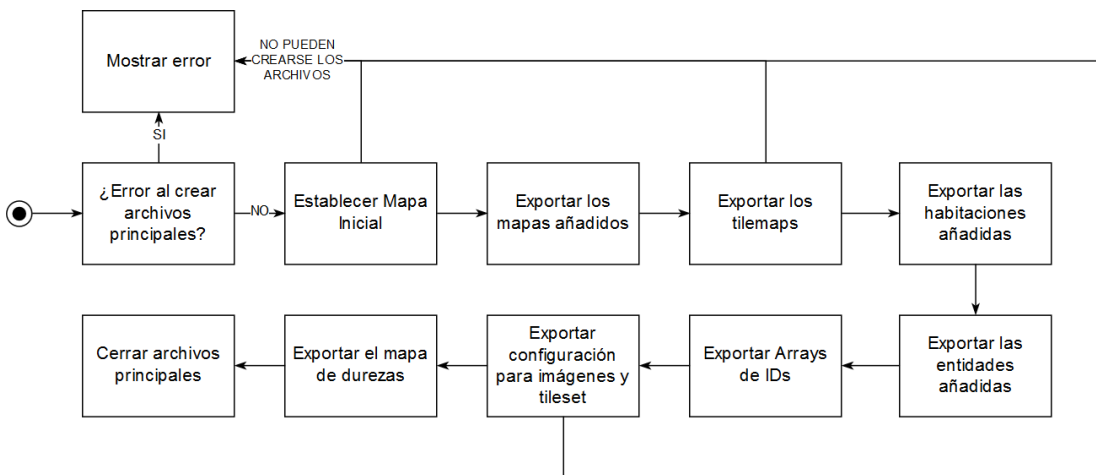 Mostrar error
NO PUEDEN
CREARSE LOS
ARCHIVOS
SI
¿Error al crear
archivos
principales?
NO
Establecer Mapa
Inicial
Exportar los
mapas añadidos
Exportar los
tilemaps
Exportar las
habitaciones
añadidas
Cerrar archivos
principales
Exportar el mapa
de durezas
Exportar
configuración
para imágenes y
tileset
Exportar Arrays
de IDs
Exportar las
entidades
añadidas